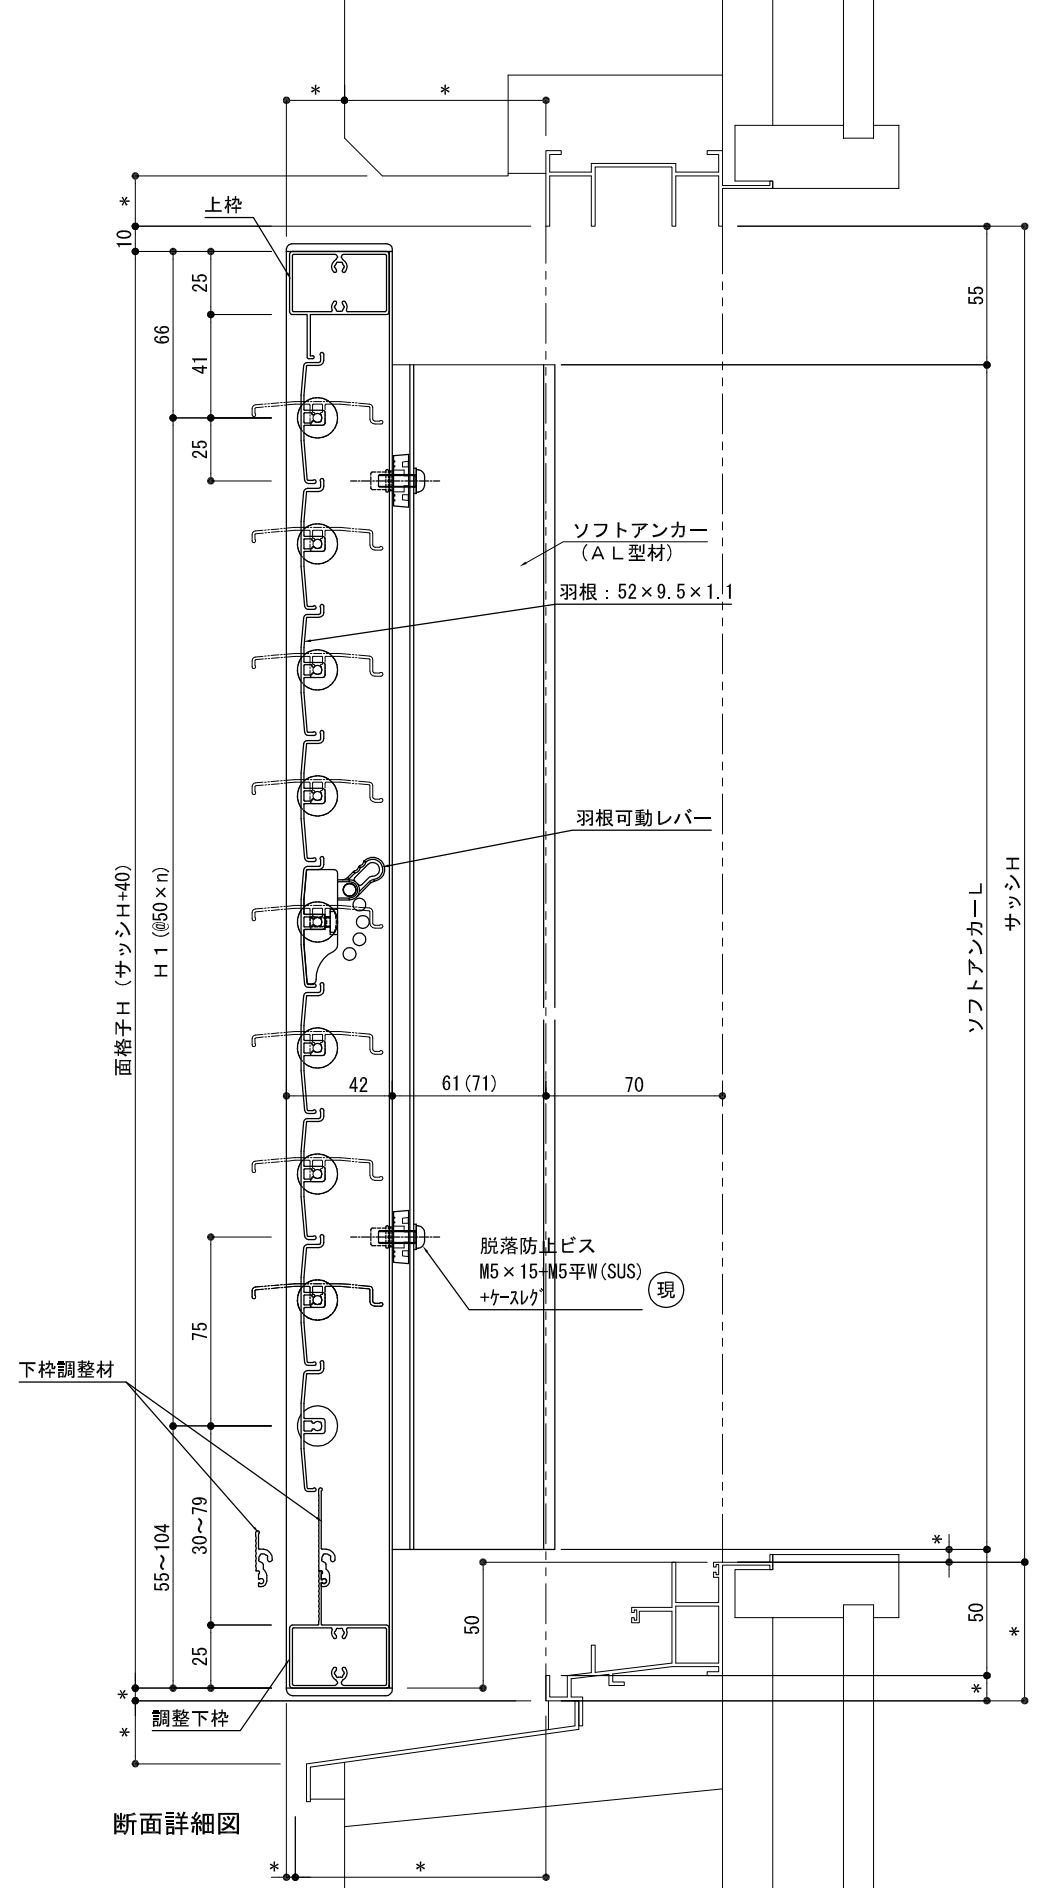 *
*
*
上枠
10
25
55
66
41
25
ソフトアンカー
(AL型材)
羽根：52×9.5×1.1
羽根可動レバー
面格子H (サッシH+40)
H1(@50×n)
ソフトアンカーL
サッシH
42
61(71)
70
脱落防止ビス
M5×15+M5平W(SUS)
+ケースレグ
現
75
下枠調整材
30〜79
55〜104
*
50
50
*
25
*
*
*
調整下枠
断面詳細図
*
*